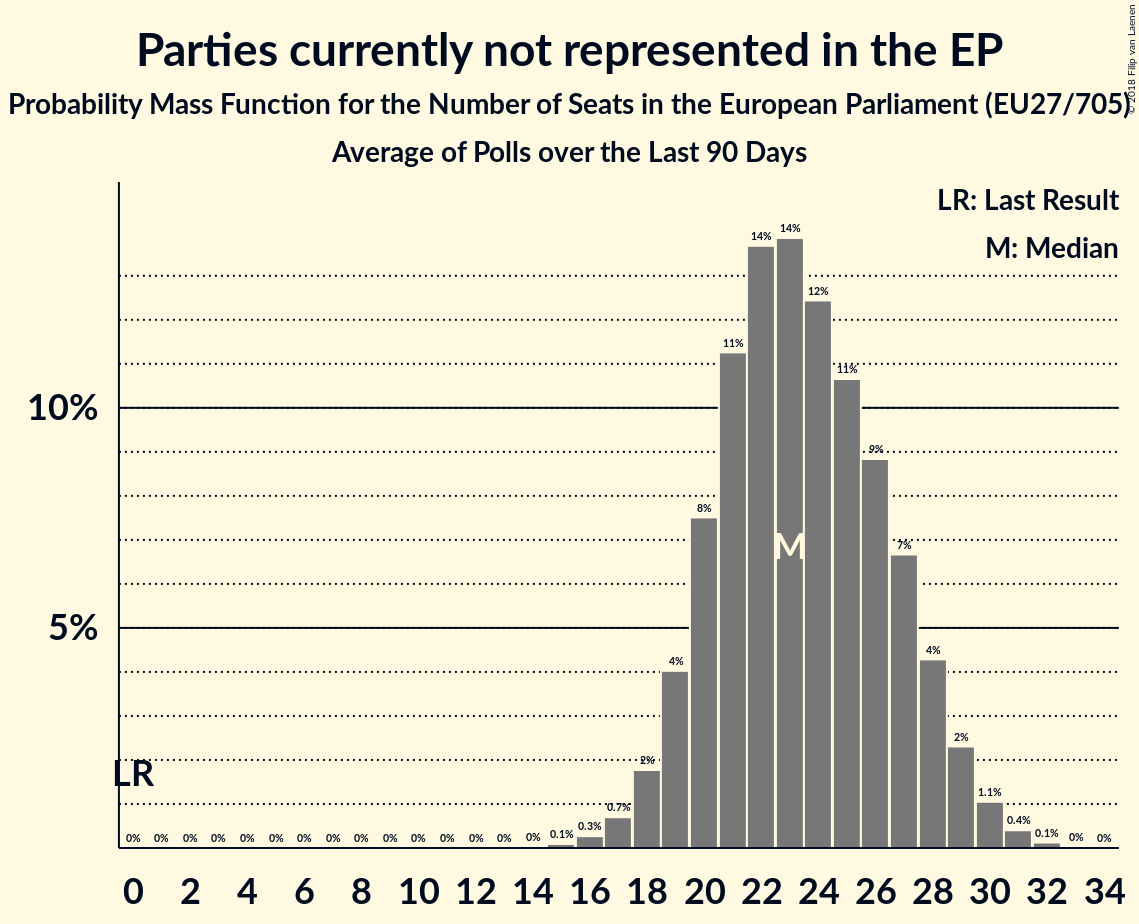 Parties currently not represented in the EP
Probability Mass Function for the Number of Seats in the European Parliament (EU27/705)
Average of Polls over the Last 90 Days
© 2018 Filip van Laenen
LR: Last Result
M: Median
10%
5%
LR
M
0% 0% 0% 0% 0% 0% 0% 0% 0% 0% 0% 0% 0% 0% 0% 0.1% 0.3% 0.7% 2% 4% 8% 11% 14% 14% 12% 11% 9% 7% 4% 2% 1.1% 0.4% 0.1% 0% 0%
0 2 4 6 8 10 12 14 16 18 20 22 24 26 28 30 32 34